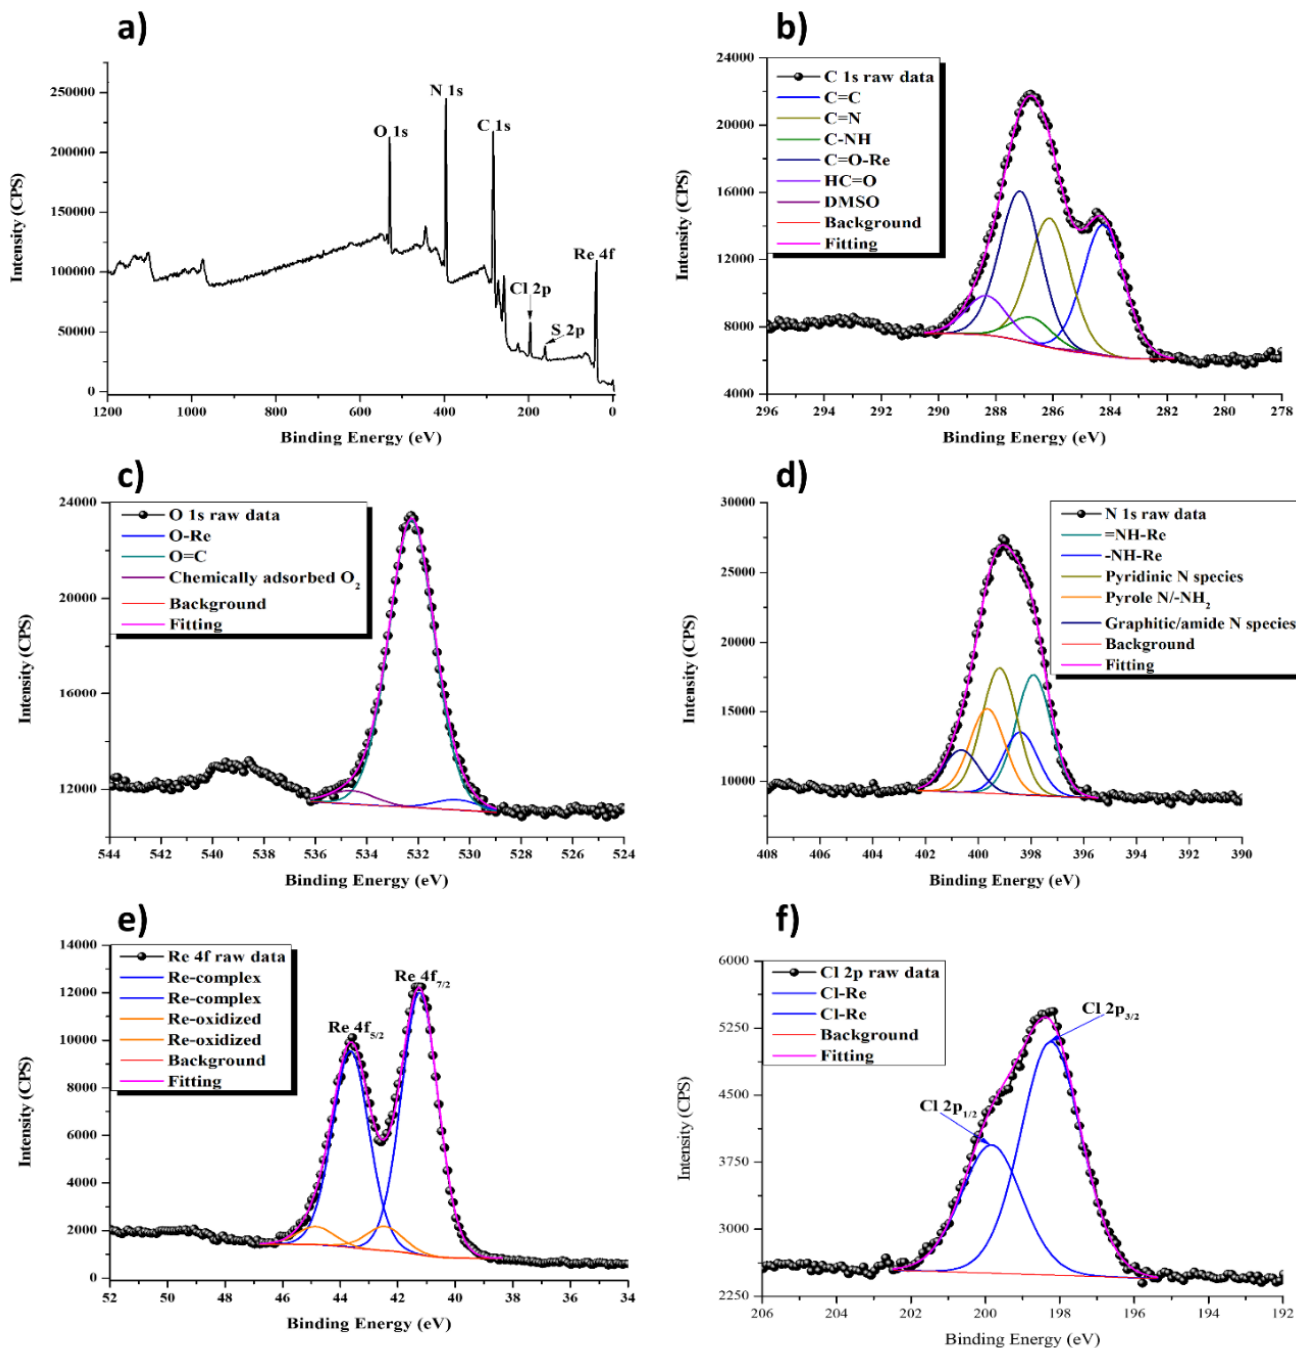 a)
250000
200000
150000
100000
50000
0
1200 1000 800 600 400 200 0
Intensity (CPS)
Binding Energy (eV)
O 1s
N 1s
C 1s
Re 4f
Cl 2p
S 2p
b)
24000
22000
18000
16000
14000
12000
8000
4000
C 1s raw data
C=C
C=N
C-NH
C=O-Re
HC=O
DMSO
Background
Fitting
296 294 292 290 288 286 284 282 280 278
Intensity (CPS)
Binding Energy (eV)
c)
24000
20000
16000
12000
O 1s raw data
O-Re
O=C
Chemically adsorbed O2
Background
Fitting
544 542 540 538 536 534 532 530 528 526 524
Intensity (CPS)
Binding Energy (eV)
d)
30000
25000
20000
15000
10000
N 1s raw data
=NH-Re
-NH-Re
Pyridinic N species
Pyrole N/-NH2
Graphitic/amide N species
Background
Fitting
408 406 404 402 400 398 396 394 392 390
Intensity (CPS)
Binding Energy (eV)
e)
14000
12000
10000
8000
6000
4000
2000
0
Re 4f raw data
Re-complex
Re-complex
Re-oxidized
Re-oxidized
Background
Fitting
Re 4f7/2
Re 4f5/2
52 50 48 46 44 42 40 38 36 34
Intensity (CPS)
Binding Energy (eV)
f)
6000
5250
4500
3750
3000
2250
Cl 2p raw data
Cl-Re
Cl-Re
Background
Fitting
Cl 2p3/2
Cl 2p1/2
206 204 202 200 198 196 194 192
Intensity (CPS)
Binding Energy (eV)